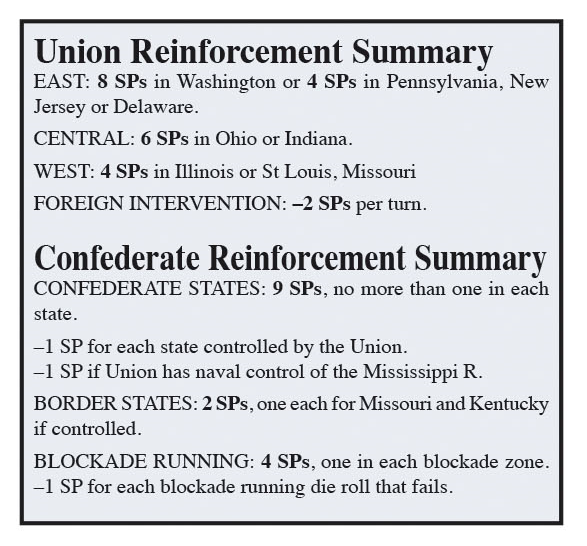 Union Reinforcement Summary
EAST: 8 SPs in Washington or 4 SPs in Pennsylvania, New
Jersey or Delaware.
CENTRAL: 6 SPs in Ohio or Indiana.
WEST: 4 SPs in Illinois or St Louis, Missouri
FOREIGN INTERVENTION: –2 SPs per turn.
Confederate Reinforcement Summary
CONFEDERATE STATES: 9 SPs, no more than one in each
state.
–1 SP for each state controlled by the Union.
–1 SP if Union has naval control of the Mississippi R.
BORDER STATES: 2 SPs, one each for Missouri and Kentucky
if controlled.
BLOCKADE RUNNING: 4 SPs, one in each blockade zone.
–1 SP for each blockade running die roll that fails.